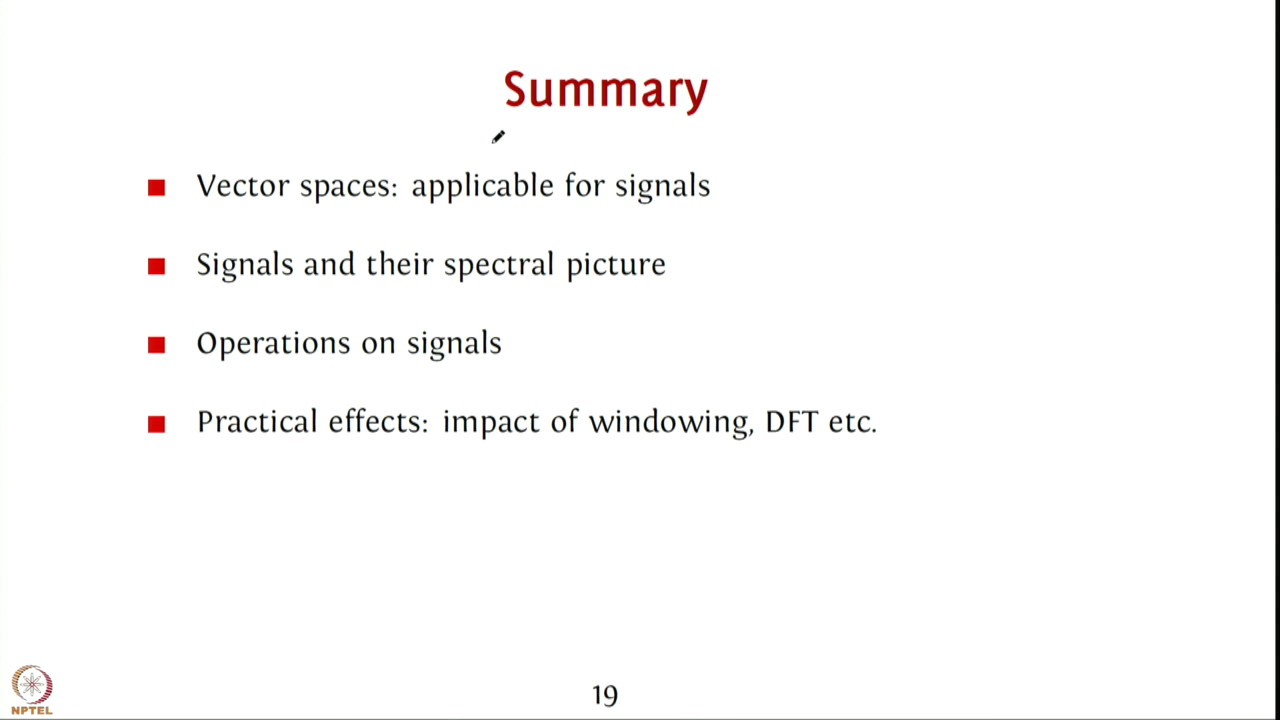 Summary
Vector spaces: applicable for signals
Signals and their spectral picture
Operations on signals
Practical effects: impact of windowing, DFT etc.
NPTEL
19